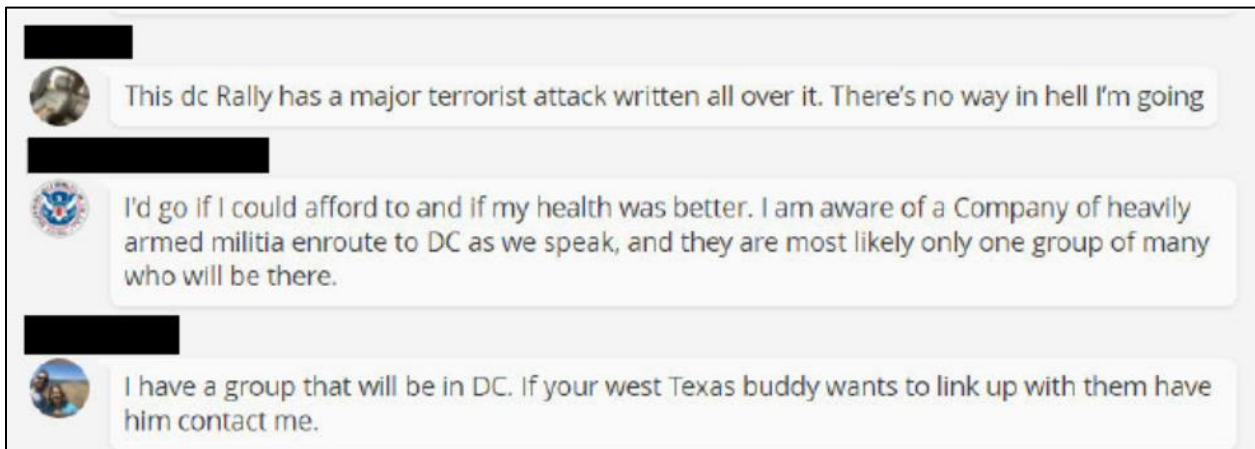 This dc Rally has a major terrorist attack written all over it. There's no way in hell I'm going
I'd go if I could afford to and if my health was better. I am aware of a Company of heavily
armed militia enroute to DC as we speak, and they are most likely only one group of many
who will be there.
I have a group that will be in DC. If your west Texas buddy wants to link up with them have
him contact me.